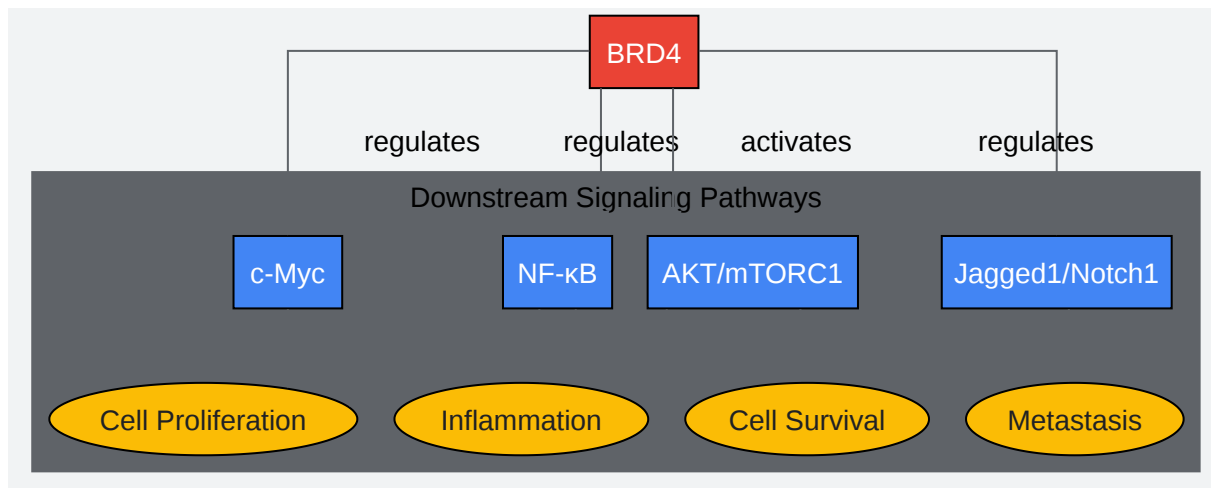 BRD4
regulates
regulates
activates
regulates
Downstream Signaling Pathways
c-Myc
NF-κB
AKT/mTORC1
Jagged1/Notch1
Cell Proliferation
Inflammation
Cell Survival
Metastasis